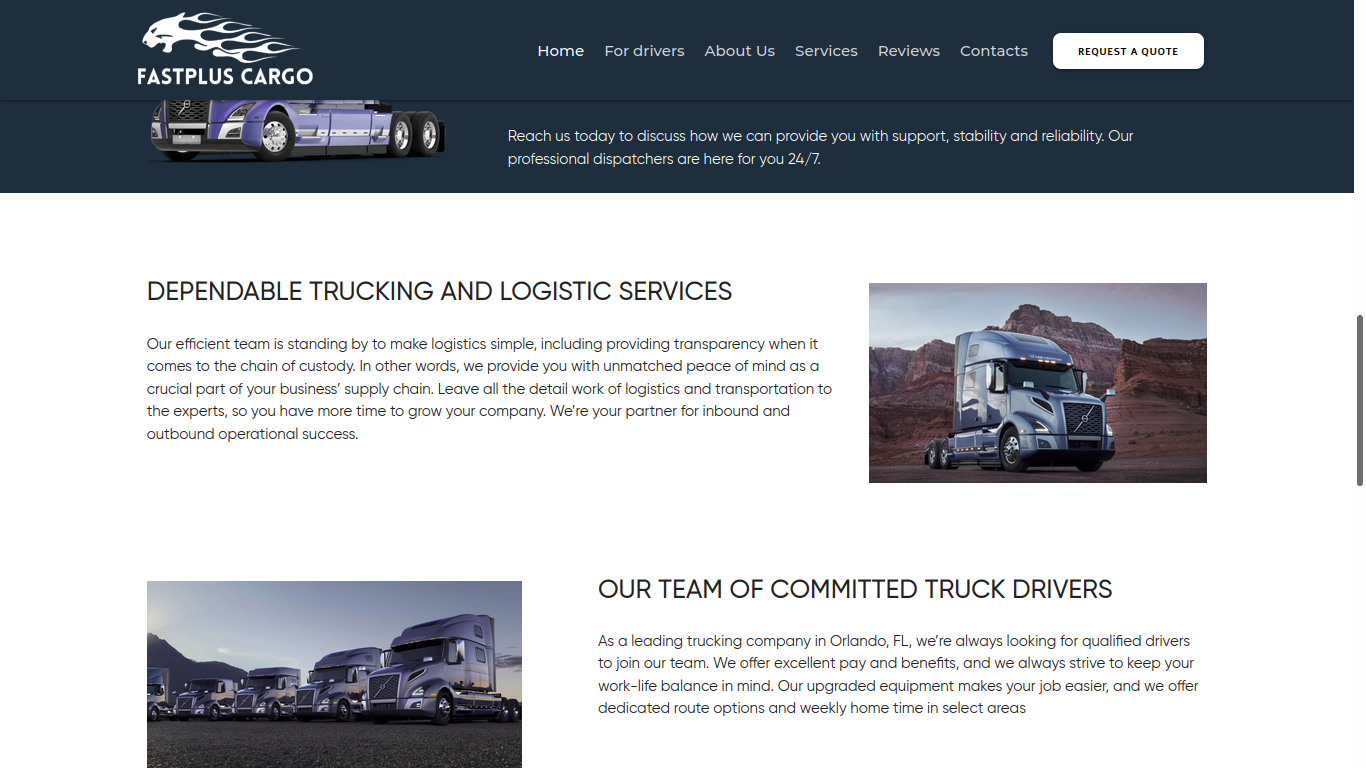 FASTPLUS CARGO
Home For drivers About Us Services Reviews Contacts REQUEST A QUOTE
Reach us today to discuss how we can provide you with support, stability and reliability. Our
professional dispatchers are here for you 24/7.
DEPENDABLE TRUCKING AND LOGISTIC SERVICES
Our efficient team is standing by to make logistics simple, including providing transparency when it
comes to the chain of custody. In other words, we provide you with unmatched peace of mind as a
crucial part of your business’ supply chain. Leave all the detail work of logistics and transportation to
the experts, so you have more time to grow your company. We’re your partner for inbound and
outbound operational success.
OUR TEAM OF COMMITTED TRUCK DRIVERS
As a leading trucking company in Orlando, FL, we’re always looking for qualified drivers
to join our team. We offer excellent pay and benefits, and we always strive to keep your
work-life balance in mind. Our upgraded equipment makes your job easier, and we offer
dedicated route options and weekly home time in select areas